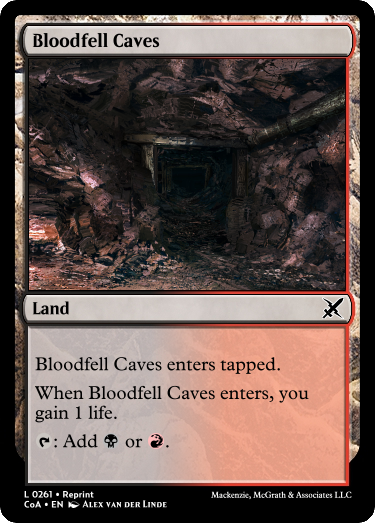 Bloodfell Caves
Land
Bloodfell Caves enters tapped.
When Bloodfell Caves enters, you
gain 1 life.
: Add or .
L 0261 • Reprint
CoA • EN Alex van der Linde
Mackenzie, McGrath & Associates LLC